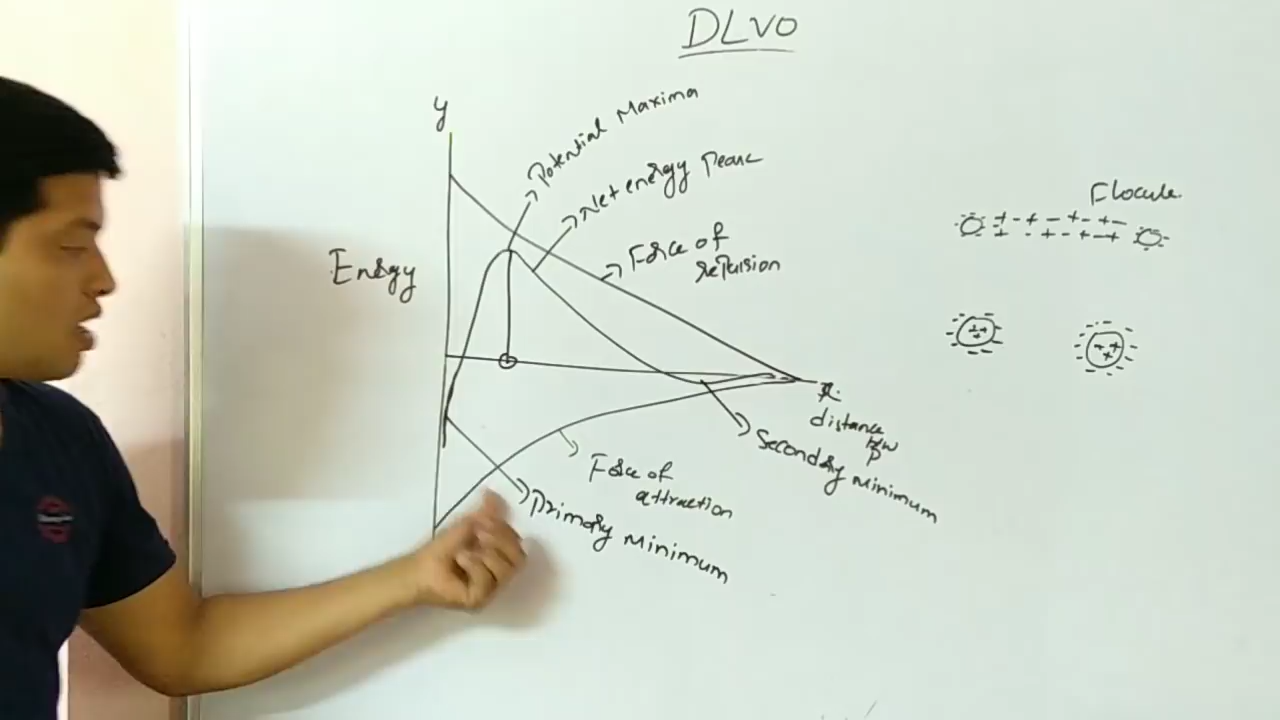 DLVO
y
Potential Maxima
Net energy Peak
Force of
repulsion
Energy
Flocule
x
distance
b/w
P
Secondary minimum
Force of
attraction
Primary minimum